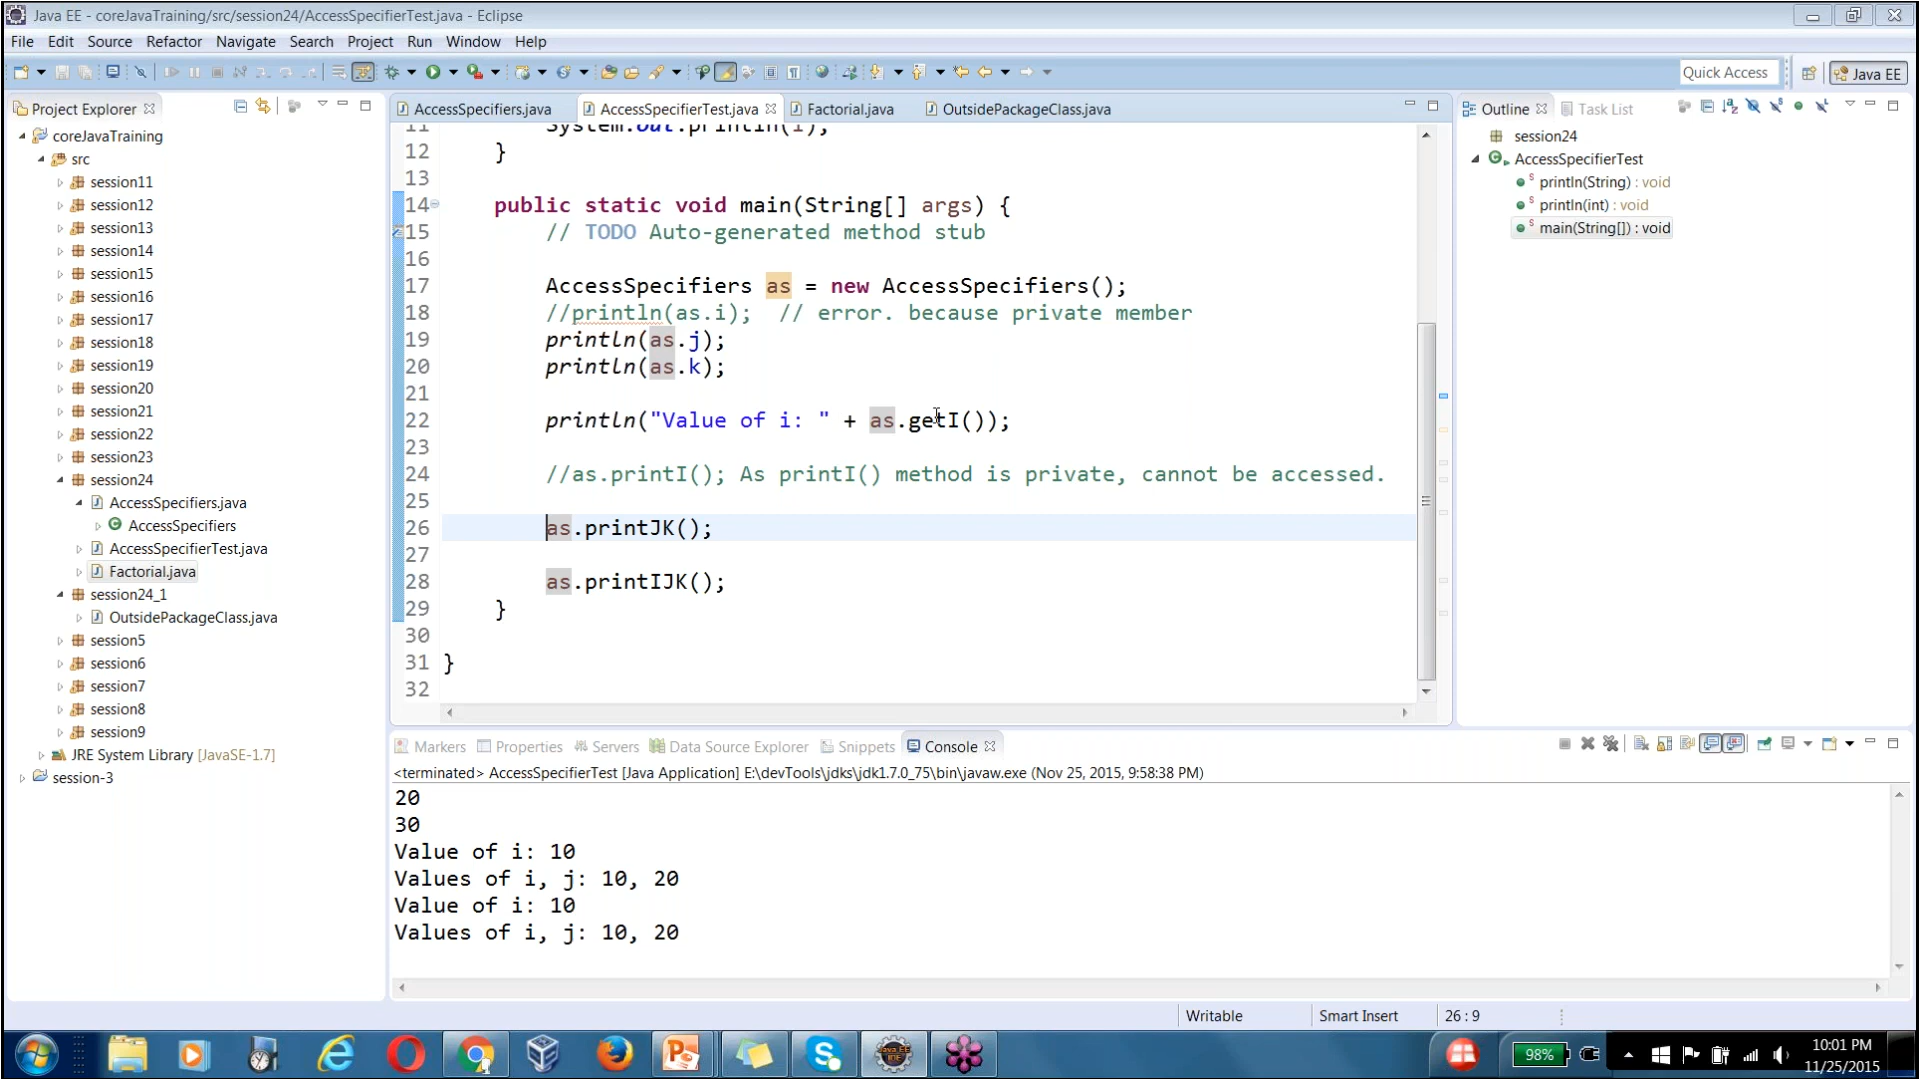 Java EE - coreJavaTraining/src/session24/AccessSpecifierTest.java - Eclipse
File Edit Source Refactor Navigate Search Project Run Window Help
Quick Access
Java EE
Project Explorer
coreJavaTraining
src
session11
session12
session13
session14
session15
session16
session17
session18
session19
session20
session21
session22
session23
session24
AccessSpecifiers.java
AccessSpecifiers
AccessSpecifierTest.java
Factorial.java
session24_1
OutsidePackageClass.java
session5
session6
session7
session8
session9
JRE System Library [JavaSE-1.7]
session-3
AccessSpecifiers.java AccessSpecifierTest.java Factorial.java OutsidePackageClass.java
11 System.out.println(i);
12 }
13
14 public static void main(String[] args) {
15 // TODO Auto-generated method stub
16
17 AccessSpecifiers as = new AccessSpecifiers();
18 //println(as.i); // error. because private member
19 println(as.j);
20 println(as.k);
21
22 println("Value of i: " + as.getI());
23
24 //as.printI(); As printI() method is private, cannot be accessed.
25
26 as.printJK();
27
28 as.printIJK();
29 }
30
31 }
32
Outline Task List
session24
AccessSpecifierTest
println(String) : void
println(int) : void
main(String[]) : void
Markers Properties Servers Data Source Explorer Snippets Console
<terminated> AccessSpecifierTest [Java Application] E:\devTools\jdks\jdk1.7.0_75\bin\javaw.exe (Nov 25, 2015, 9:58:38 PM)
20
30
Value of i: 10
Values of i, j: 10, 20
Value of i: 10
Values of i, j: 10, 20
Writable Smart Insert 26 : 9
98%
10:01 PM
11/25/2015